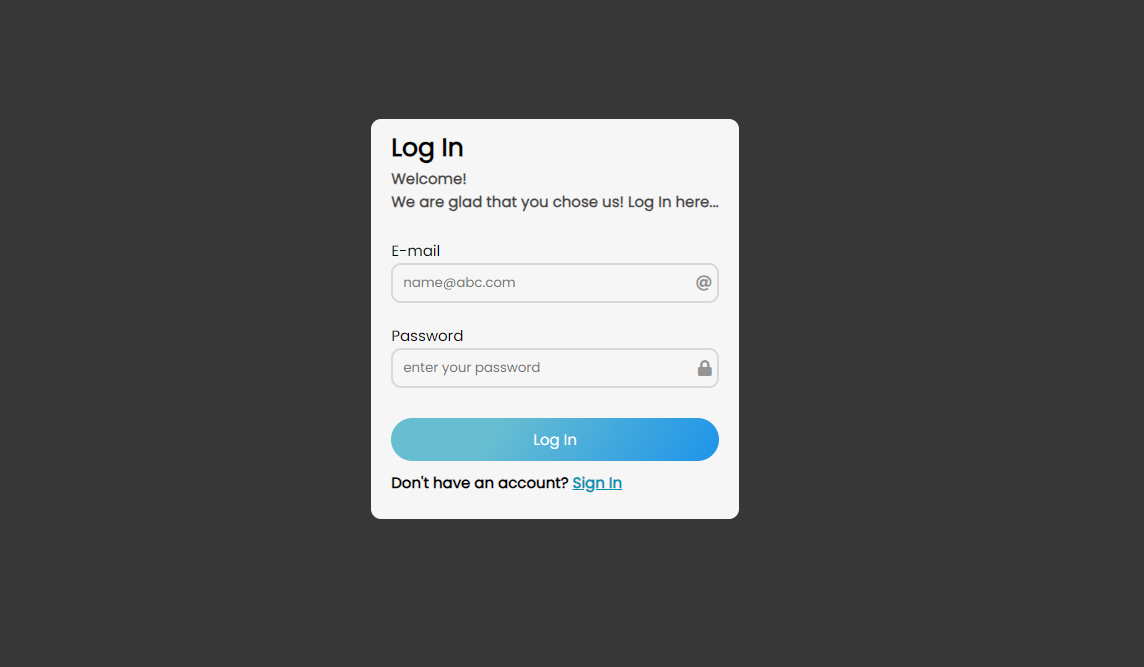 Log In
Welcome!
We are glad that you chose us! Log In here...
E-mail
name@abc.com
@
Password
enter your password
Log In
Don't have an account? Sign In